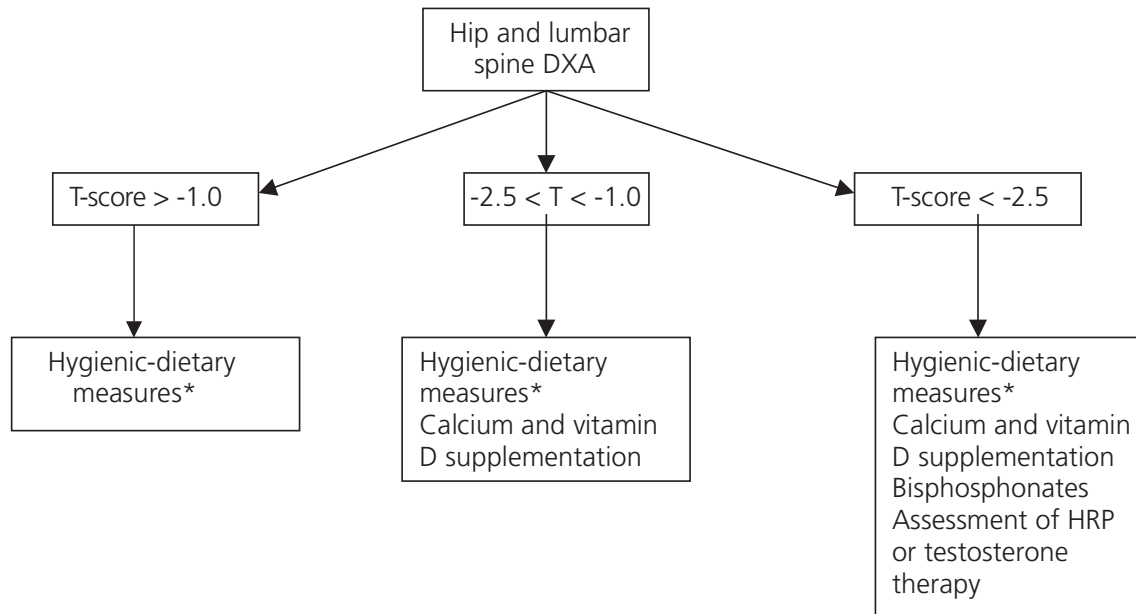 Hip and lumbar
spine DXA
T-score > -1.0
-2.5 < T < -1.0
T-score < -2.5
Hygienic-dietary
measures*
Hygienic-dietary
measures*
Calcium and vitamin
D supplementation
Hygienic-dietary
measures*
Calcium and vitamin
D supplementation
Bisphosphonates
Assessment of HRP
or testosterone
therapy